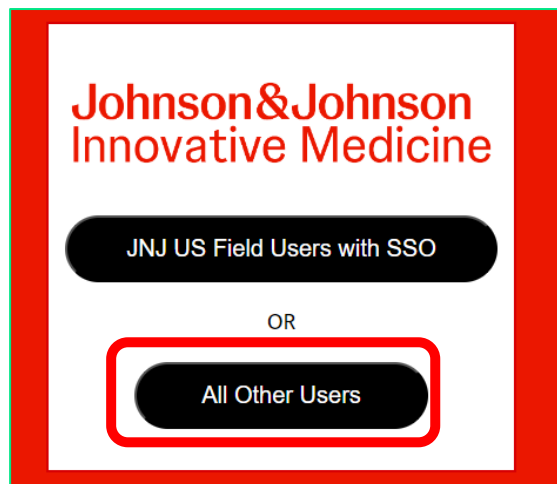 Johnson&Johnson
Innovative Medicine
JNJ US Field Users with SSO
OR
All Other Users